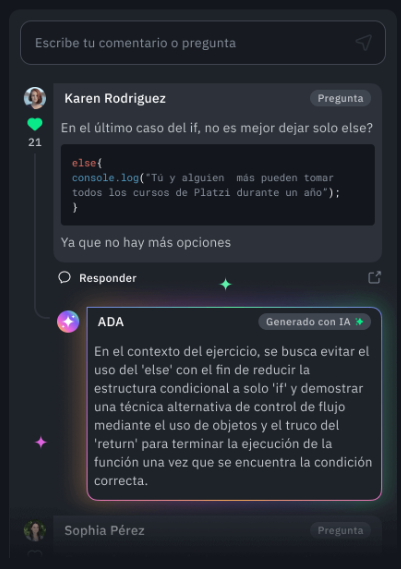 Escribe tu comentario o pregunta
Karen Rodriguez
Pregunta
21
En el último caso del if, no es mejor dejar solo else?
else{
console.log("Tú y alguien más pueden tomar
todos los cursos de Platzi durante un año");
}
Ya que no hay más opciones
Responder
ADA
Generado con IA
En el contexto del ejercicio, se busca evitar el
uso del 'else' con el fin de reducir la
estructura condicional a solo 'if' y demostrar
una técnica alternativa de control de flujo
mediante el uso de objetos y el truco del
'return' para terminar la ejecución de la
función una vez que se encuentra la condición
correcta.
Sophia Pérez
Pregunta